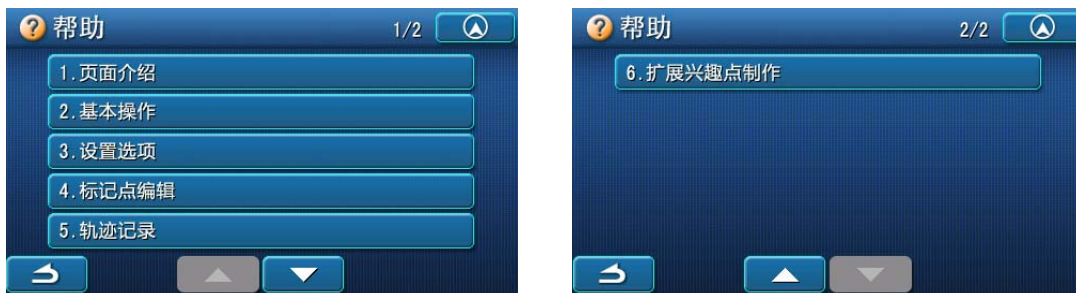 帮助 1/2
1.页面介绍
2.基本操作
3.设置选项
4.标记点编辑
5.轨迹记录
帮助 2/2
6.扩展兴趣点制作